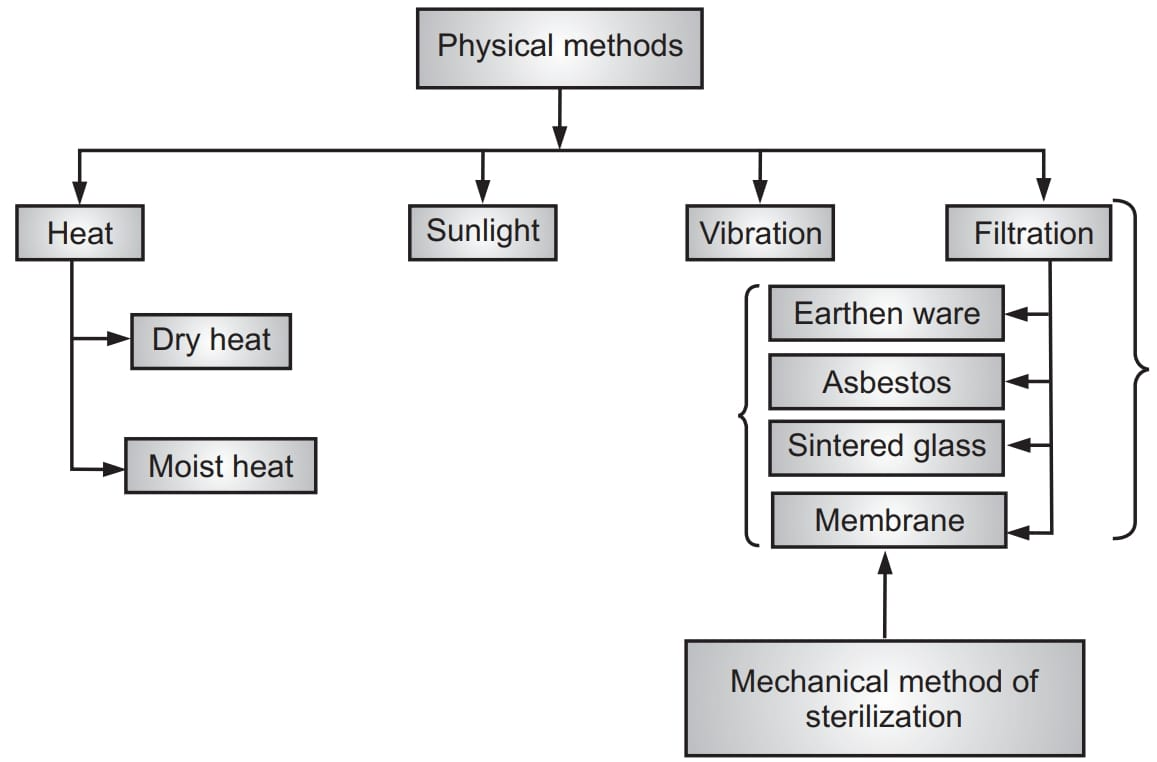 Physical methods
Heat
Sunlight
Vibration
Filtration
Dry heat
Moist heat
Earthen ware
Asbestos
Sintered glass
Membrane
Mechanical method of
sterilization